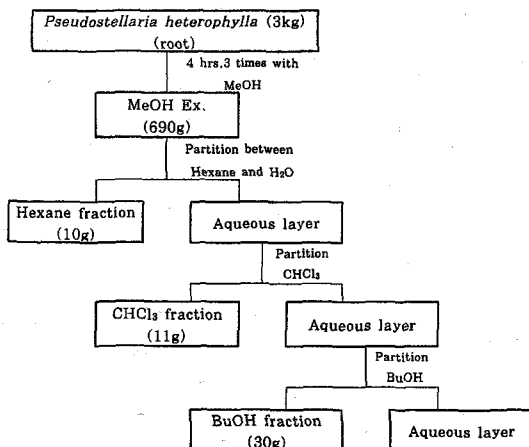 Pseudostellaria heterophylla (3kg)
(root)
4 hrs.3 times with
MeOH
MeOH Ex.
(690g)
Partition between
Hexane and H₂O
Hexane fraction
(10g)
Aqueous layer
Partition
CHCl₃
CHCl₃ fraction
(11g)
Aqueous layer
Partition
BuOH
BuOH fraction
(30g)
Aqueous layer